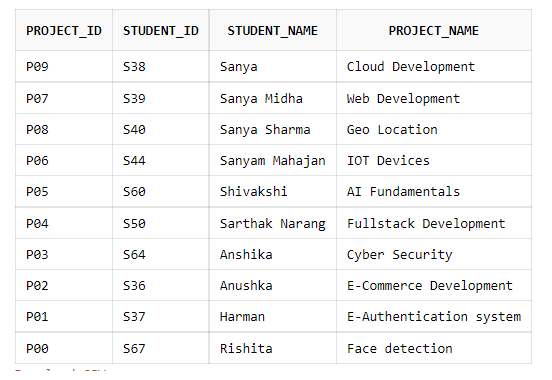 PROJECT_ID STUDENT_ID STUDENT_NAME PROJECT_NAME
P09 S38 Sanya Cloud Development
P07 S39 Sanya Midha Web Development
P08 S40 Sanya Sharma Geo Location
P06 S44 Sanyam Mahajan IOT Devices
P05 S60 Shivakshi AI Fundamentals
P04 S50 Sarthak Narang Fullstack Development
P03 S64 Anshika Cyber Security
P02 S36 Anushka E-Commerce Development
P01 S37 Harman E-Authentication system
P00 S67 Rishita Face detection